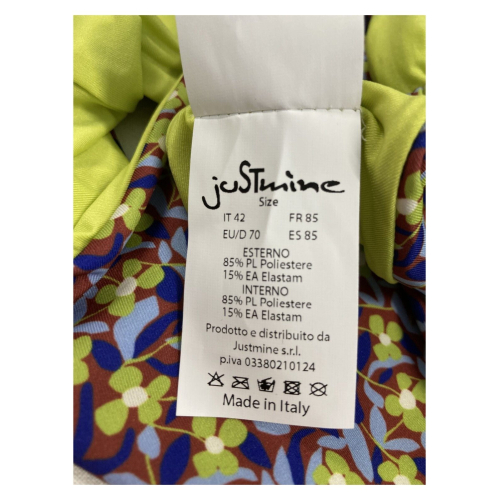 juSTmine
Size
IT 42 FR 85
EU/D 70 ES 85
ESTERNO
85% PL Poliestere
15% EA Elastam
INTERNO
85% PL Poliestere
15% EA Elastam
Prodotto e distribuito da
Justmine s.r.l.
p.iva 03380210124
Made in Italy